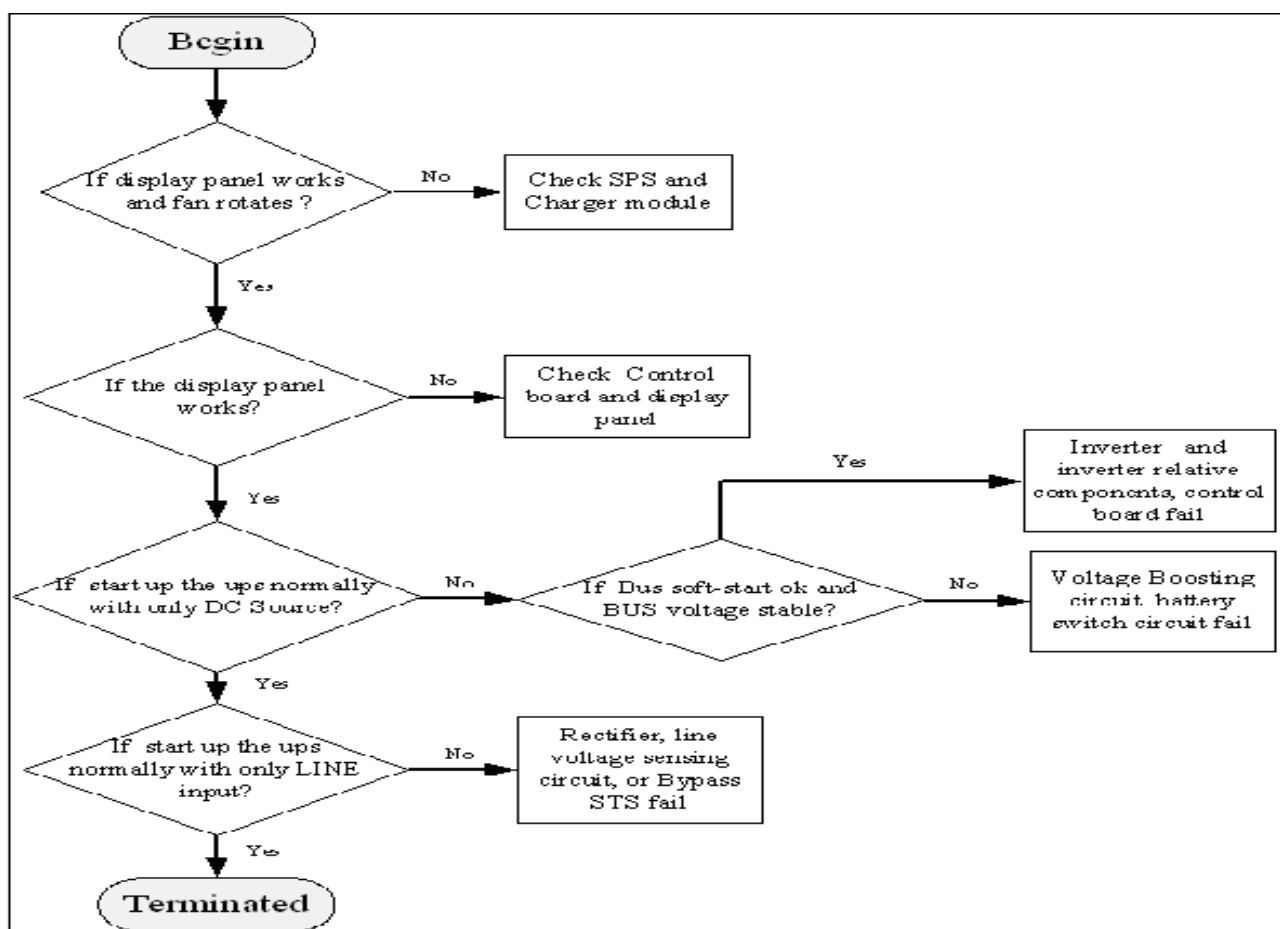 Begin
If display panel works
and fan rotates ?
No
Check SPS and
Charger module
Yes
If the display panel
works?
No
Check Control
board and display
panel
Yes
If start up the ups normally
with only DC Source?
No
If Bus soft-start ok and
BUS voltage stable?
Yes
Inverter and
inverter relative
components, control
board fail
No
Voltage Boosting
circuit, battery
switch circuit fail
Yes
If start up the ups
normally with only LINE
input?
No
Rectifier, line
voltage sensing
circuit, or Bypass
STS fail
Yes
Terminated